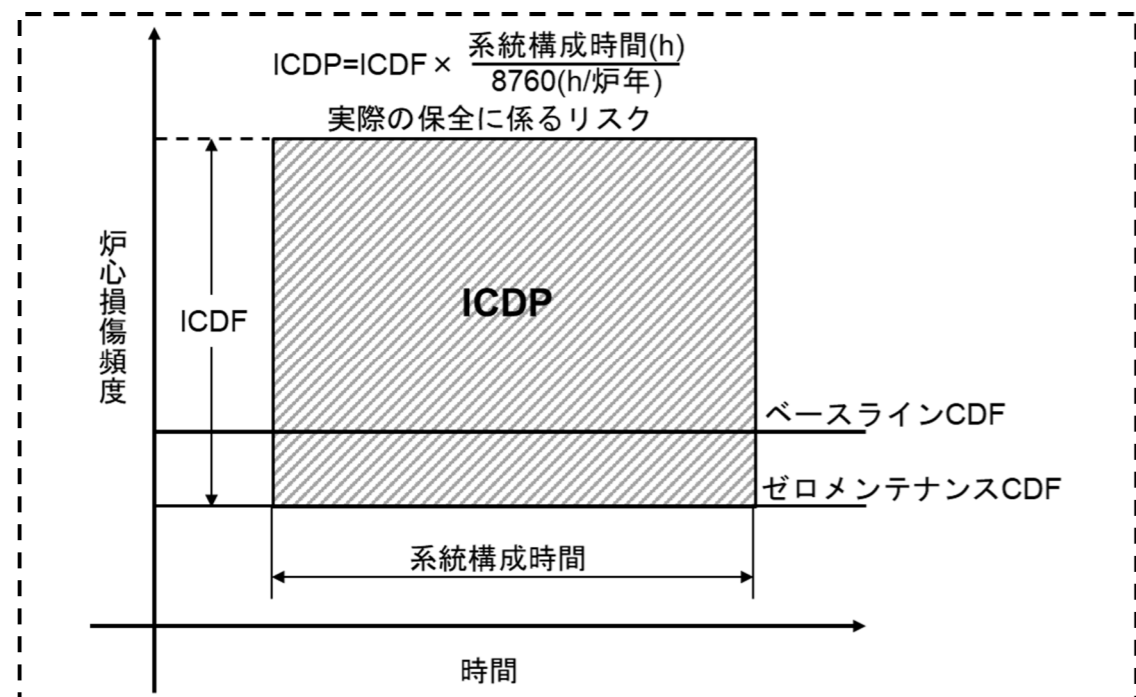 ICDP=ICDF× 系統構成時間(h)
8760(h/炉年)
実際の保全に係るリスク
炉心損傷頻度
ICDF
ICDP
ベースラインCDF
ゼロメンテナンスCDF
系統構成時間
時間